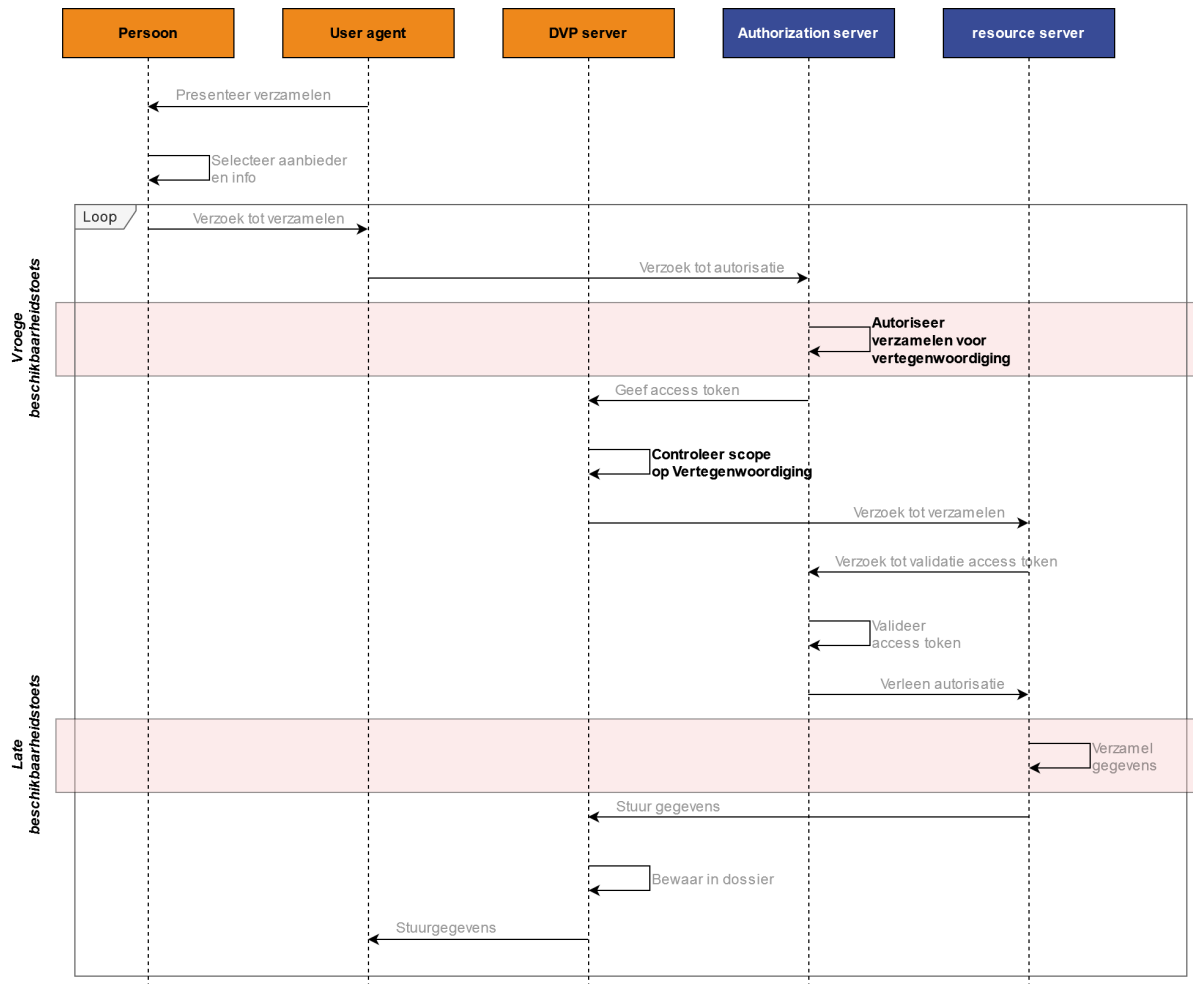 Persoon
User agent
DVP server
Authorization server
resource server
Presenteer verzamelen
Selecteer aanbieder
en info
Loop
Verzoek tot verzamelen
Verzoek tot autorisatie
Vroege
beschikbaarheidstoets
Autoriseer
verzamelen voor
vertegenwoordiging
Geef access token
Controleer scope
op Vertegenwoordiging
Verzoek tot verzamelen
Verzoek tot validatie access token
Valideer
access token
Verleen autorisatie
Late
beschikbaarheidstoets
Verzamel
gegevens
Stuur gegevens
Bewaar in dossier
Stuurgegevens